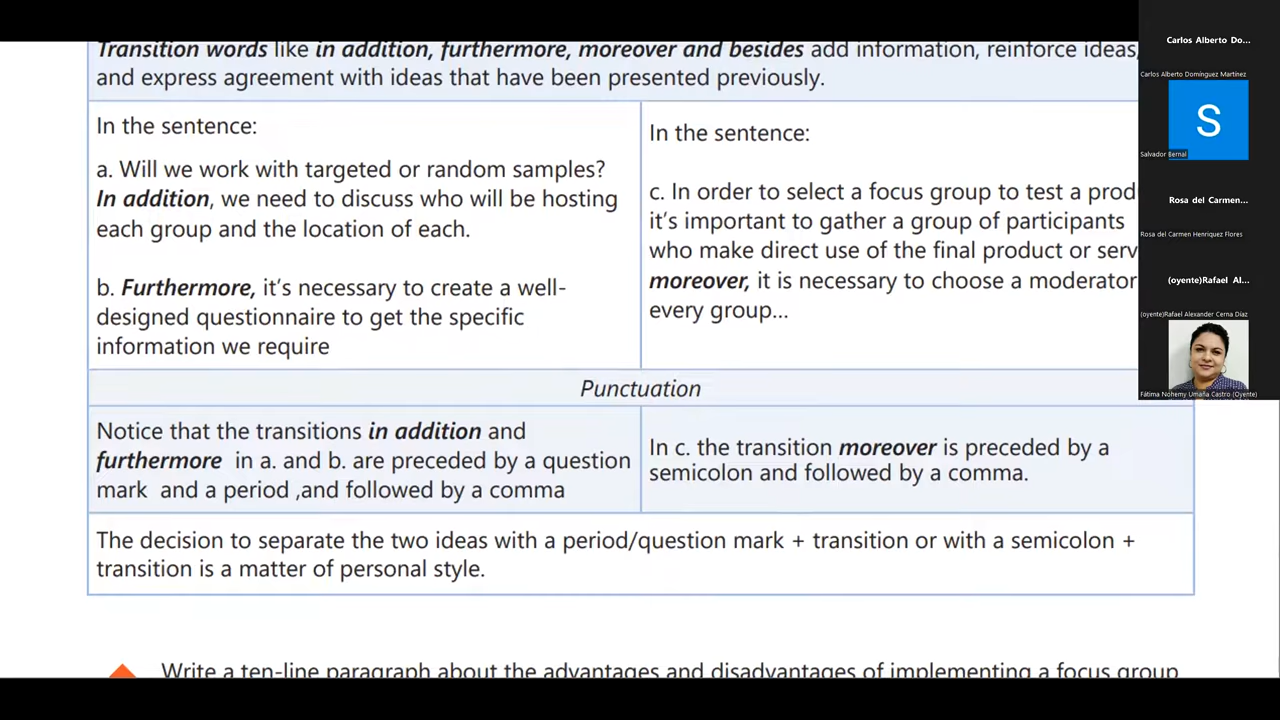 Transition words like in addition, furthermore, moreover and besides add information, reinforce ideas,
and express agreement with ideas that have been presented previously.
In the sentence:
a. Will we work with targeted or random samples?
In addition, we need to discuss who will be hosting
each group and the location of each.
b. Furthermore, it's necessary to create a well-
designed questionnaire to get the specific
information we require
In the sentence:
c. In order to select a focus group to test a prod
it's important to gather a group of participants
who make direct use of the final product or serv
moreover, it is necessary to choose a moderator
every group...
Punctuation
Notice that the transitions in addition and
furthermore in a. and b. are preceded by a question
mark and a period ,and followed by a comma
In c. the transition moreover is preceded by a
semicolon and followed by a comma.
The decision to separate the two ideas with a period/question mark + transition or with a semicolon +
transition is a matter of personal style.
Write a ten-line paragraph about the advantages and disadvantages of implementing a focus group
Carlos Alberto Do...
Carlos Alberto Domínguez Martínez
S
Salvador Bernal
Rosa del Carmen...
Rosa del Carmen Henriquez Flores
(oyente)Rafael Al...
(oyente)Rafael Alexander Cerna Díaz
Fátima Nohemy Umaña Castro (Oyente)